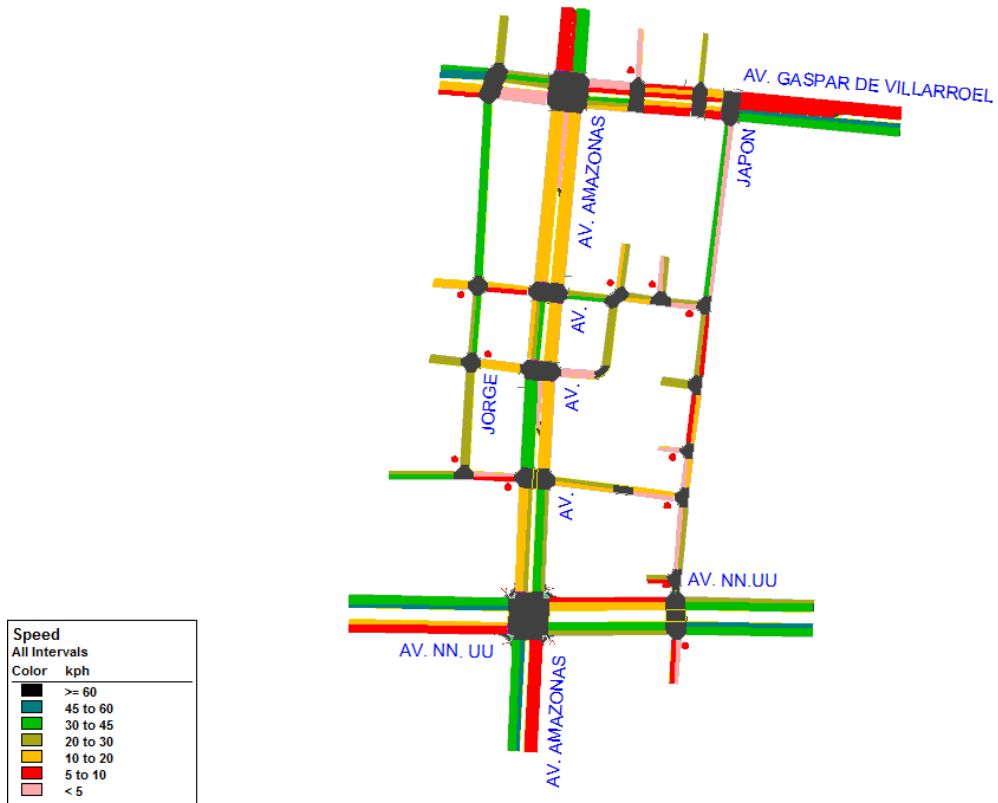 AV. GASPAR DE VILLARROEL
AV. AMAZONAS
JAPON
AV.
AV.
JORGE
AV.
AV. NN.UU
AV. NN. UU
AV. AMAZONAS
Speed
All Intervals
Color kph
>= 60
45 to 60
30 to 45
20 to 30
10 to 20
5 to 10
< 5